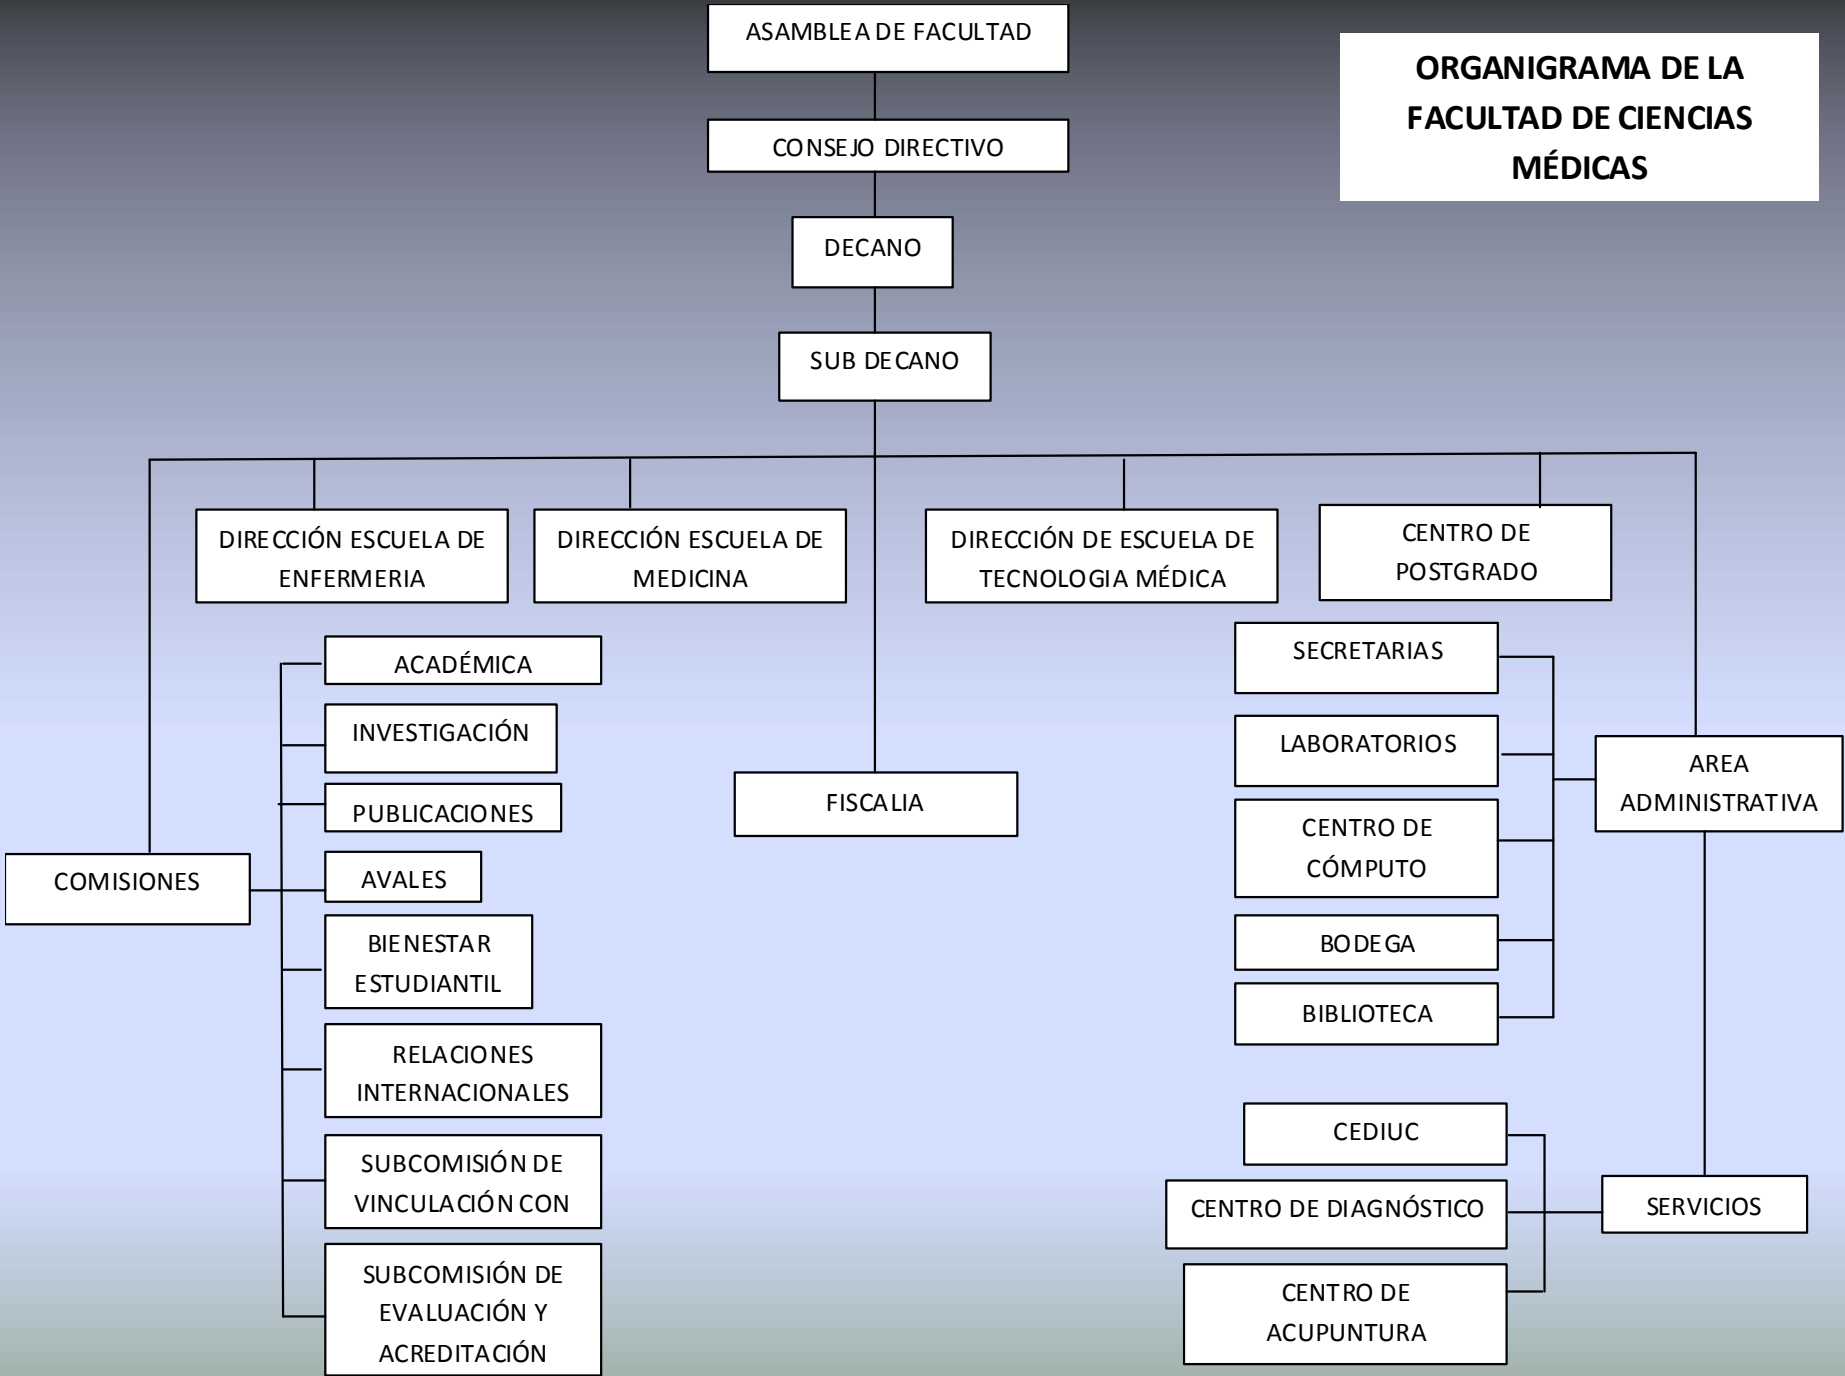 ASAMBLEA DE FACULTAD
ORGANIGRAMA DE LA
FACULTAD DE CIENCIAS
MÉDICAS
CONSEJO DIRECTIVO
DECANO
SUB DECANO
DIRECCIÓN ESCUELA DE
ENFERMERIA
DIRECCIÓN ESCUELA DE
MEDICINA
DIRECCIÓN DE ESCUELA DE
TECNOLOGIA MÉDICA
CENTRO DE
POSTGRADO
COMISIONES
ACADÉMICA
INVESTIGACIÓN
PUBLICACIONES
AVALES
BIENESTAR
ESTUDIANTIL
RELACIONES
INTERNACIONALES
SUBCOMISIÓN DE
VINCULACIÓN CON
SUBCOMISIÓN DE
EVALUACIÓN Y
ACREDITACIÓN
FISCALIA
AREA
ADMINISTRATIVA
SECRETARIAS
LABORATORIOS
CENTRO DE
CÓMPUTO
BODEGA
BIBLIOTECA
SERVICIOS
CEDIUC
CENTRO DE DIAGNÓSTICO
CENTRO DE
ACUPUNTURA